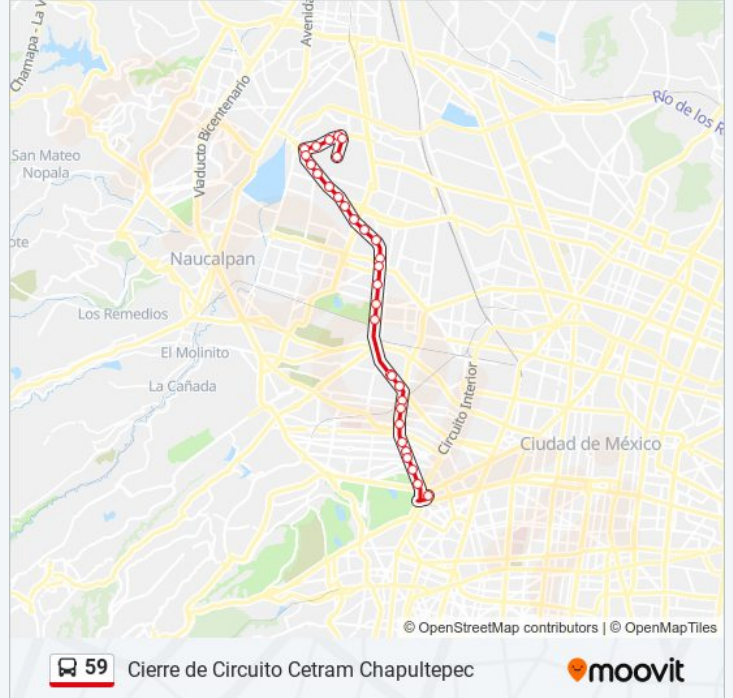 Chamapa - La V
Avenida
Viaducto Bicentenario
Río de los R
San Mateo
Nopala
ote
Naucalpan
Los Remedios
El Molinito
La Cañada
Circuito Interior
Ciudad de México
© OpenStreetMap contributors | © OpenMapTiles
59 Cierre de Circuito Cetram Chapultepec moovit